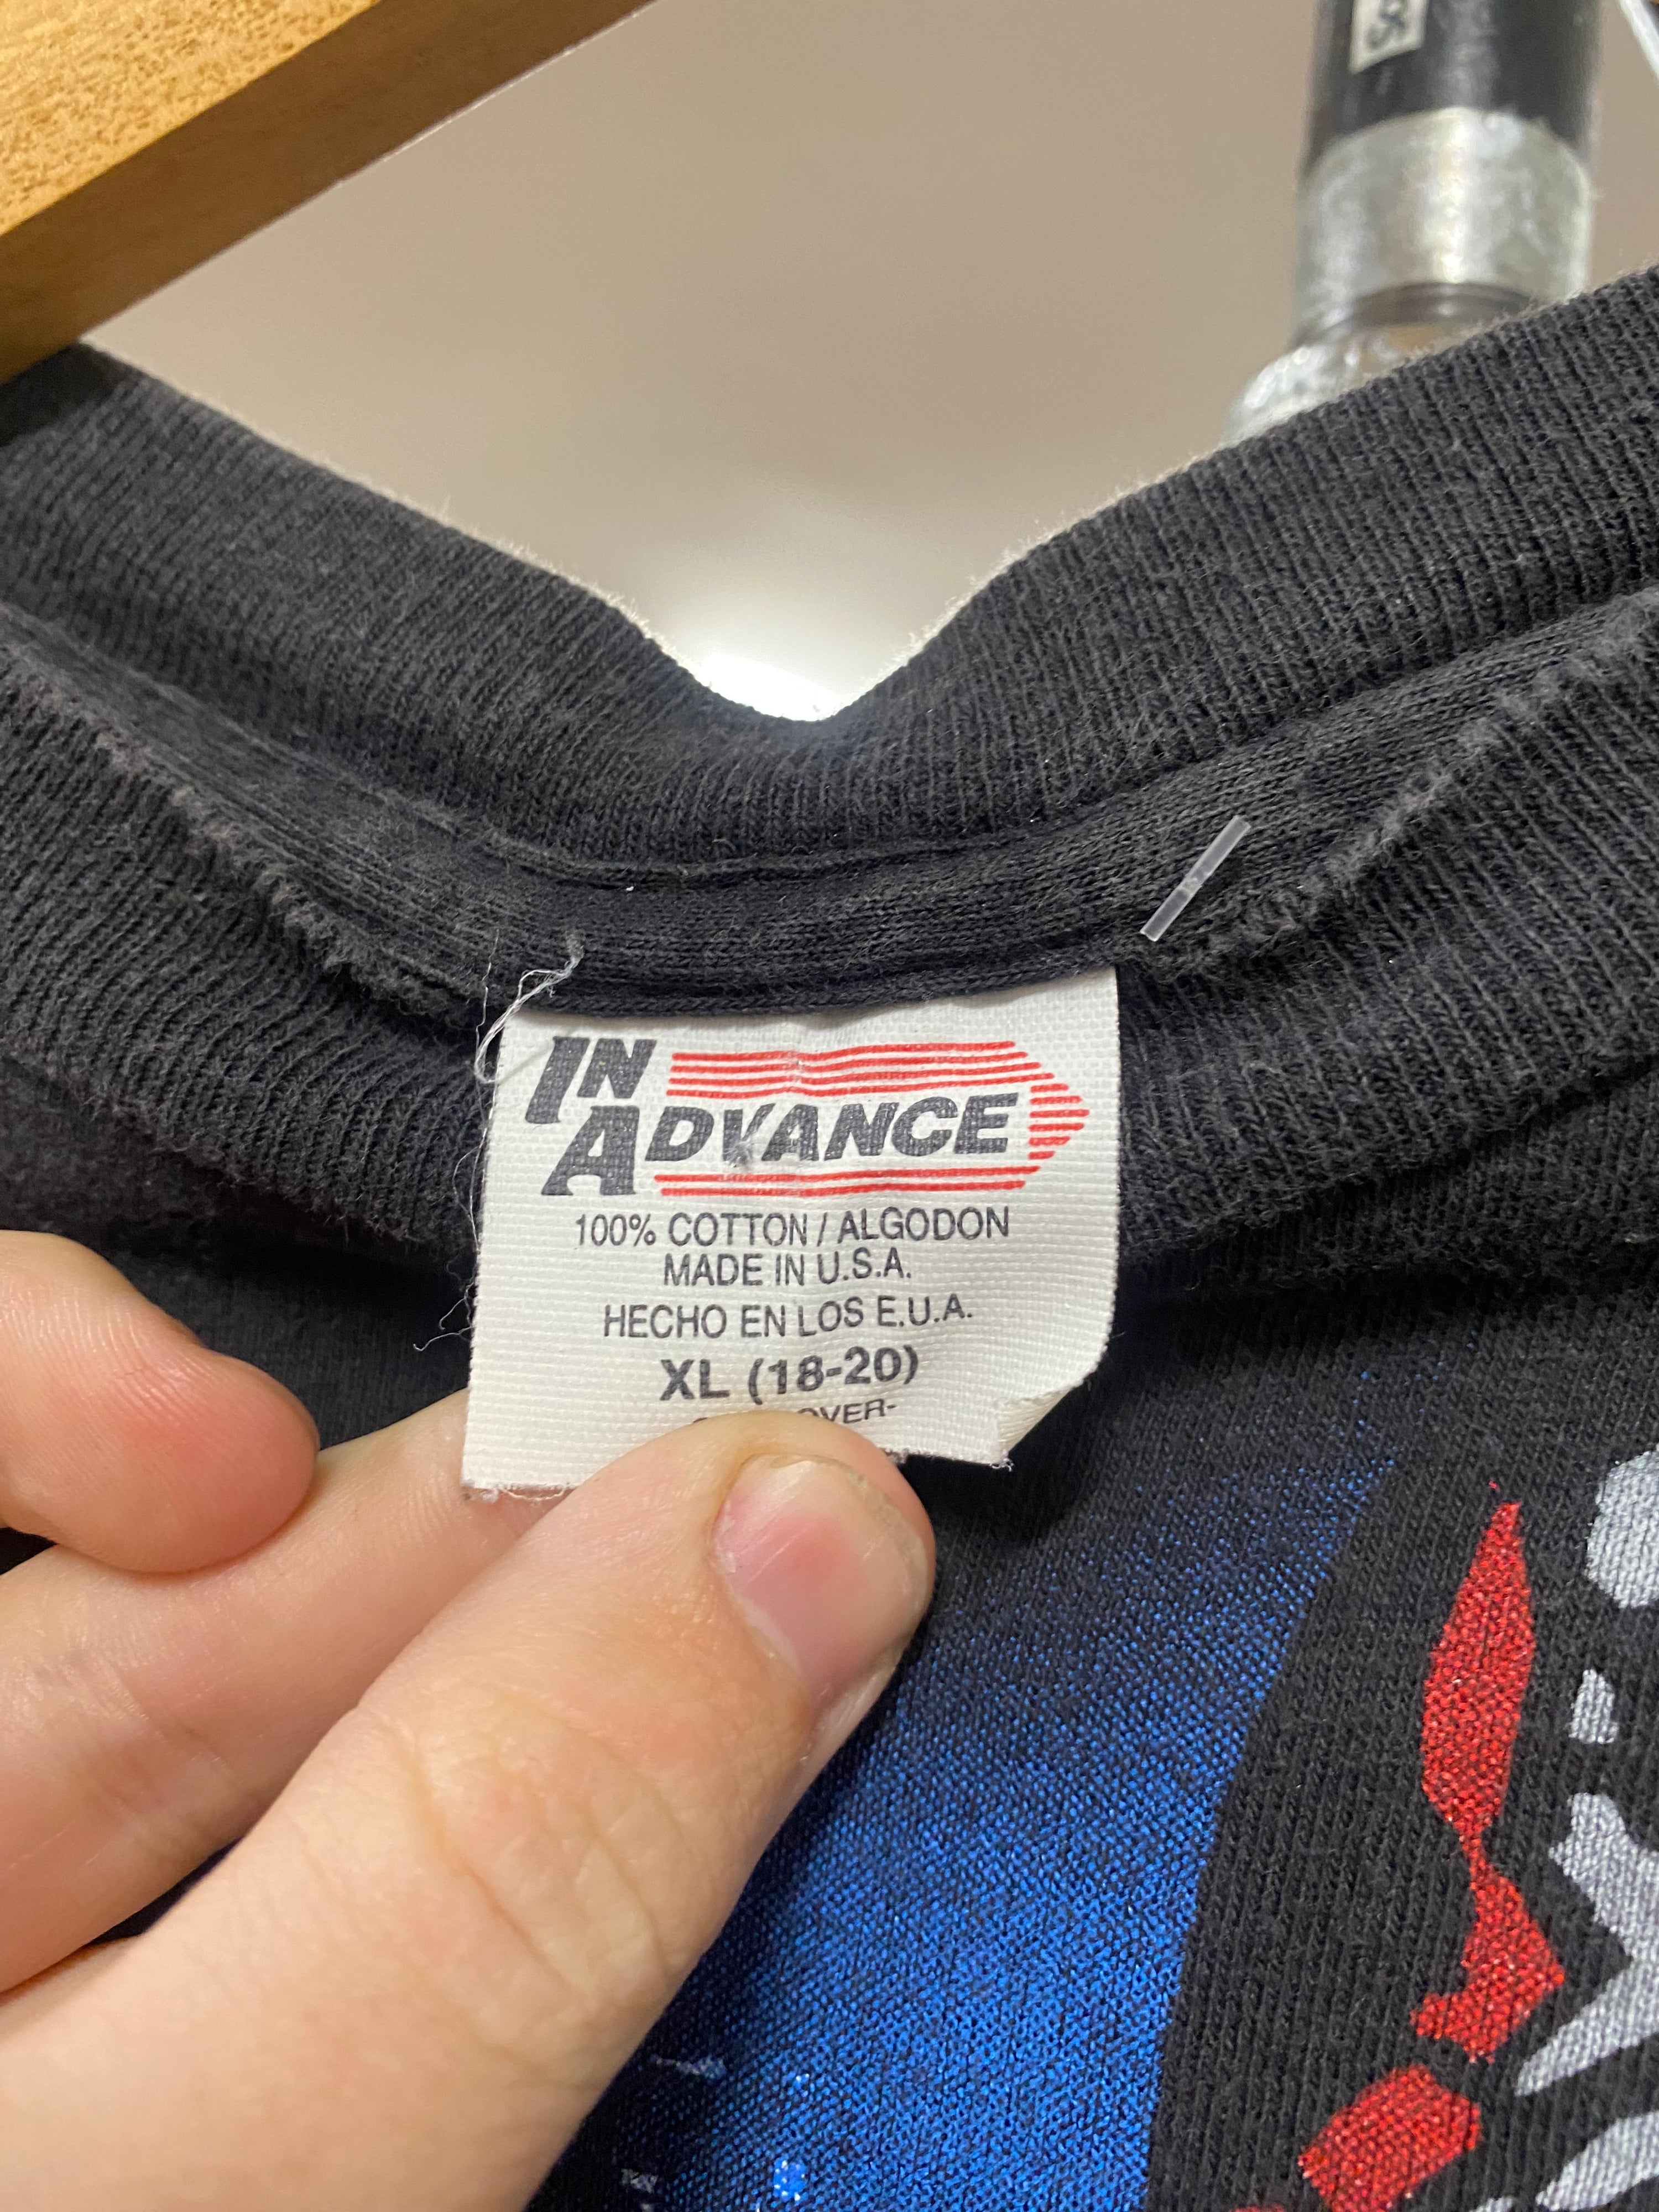 IN
ADVANCE
100% COTTON / ALGODON
MADE IN U.S.A.
HECHO EN LOS E.U.A.
XL (18-20)